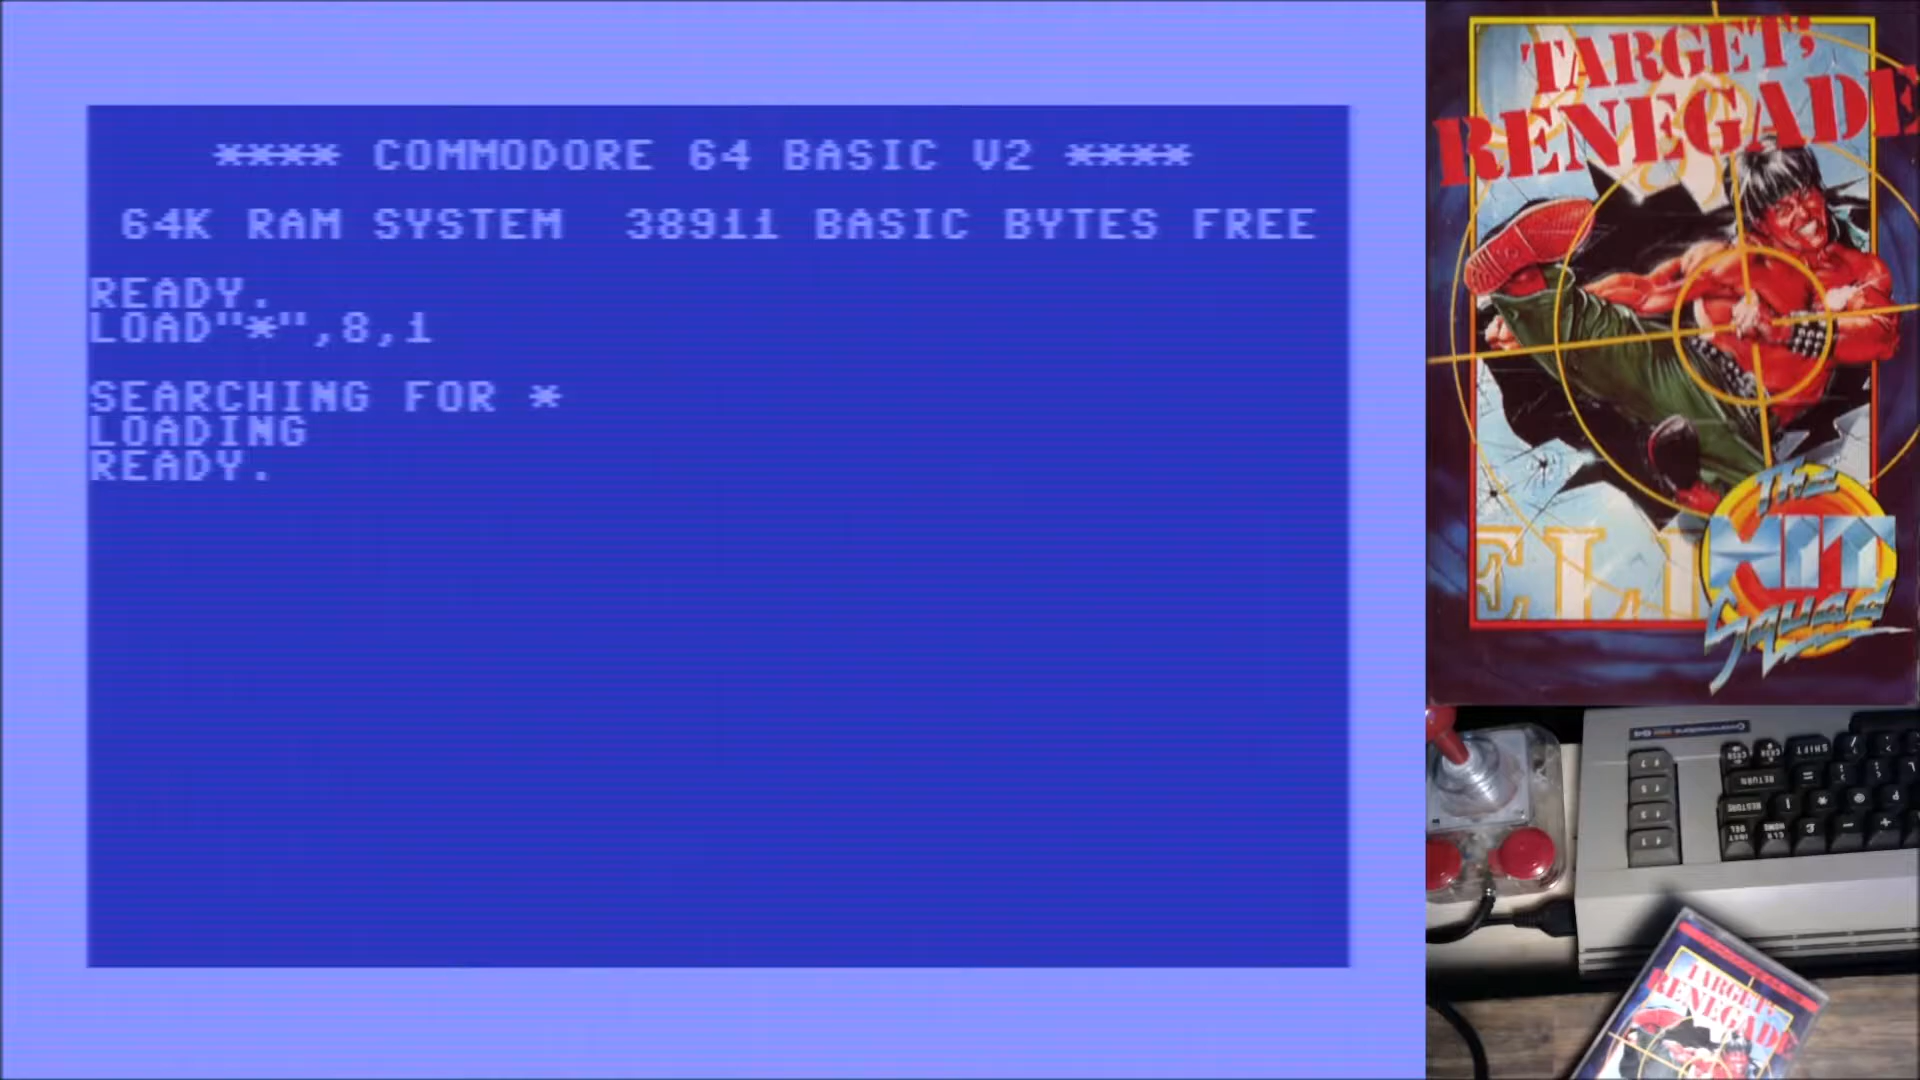 **** COMMODORE 64 BASIC V2 ****
64K RAM SYSTEM  38911 BASIC BYTES FREE
READY.
LOAD"*",8,1
SEARCHING FOR *
LOADING
READY.
TARGET;
RENEGADE
THE
HIT
SQUAD
SHIFT
RETURN
RESTORE
TARGET;
RENEGADE